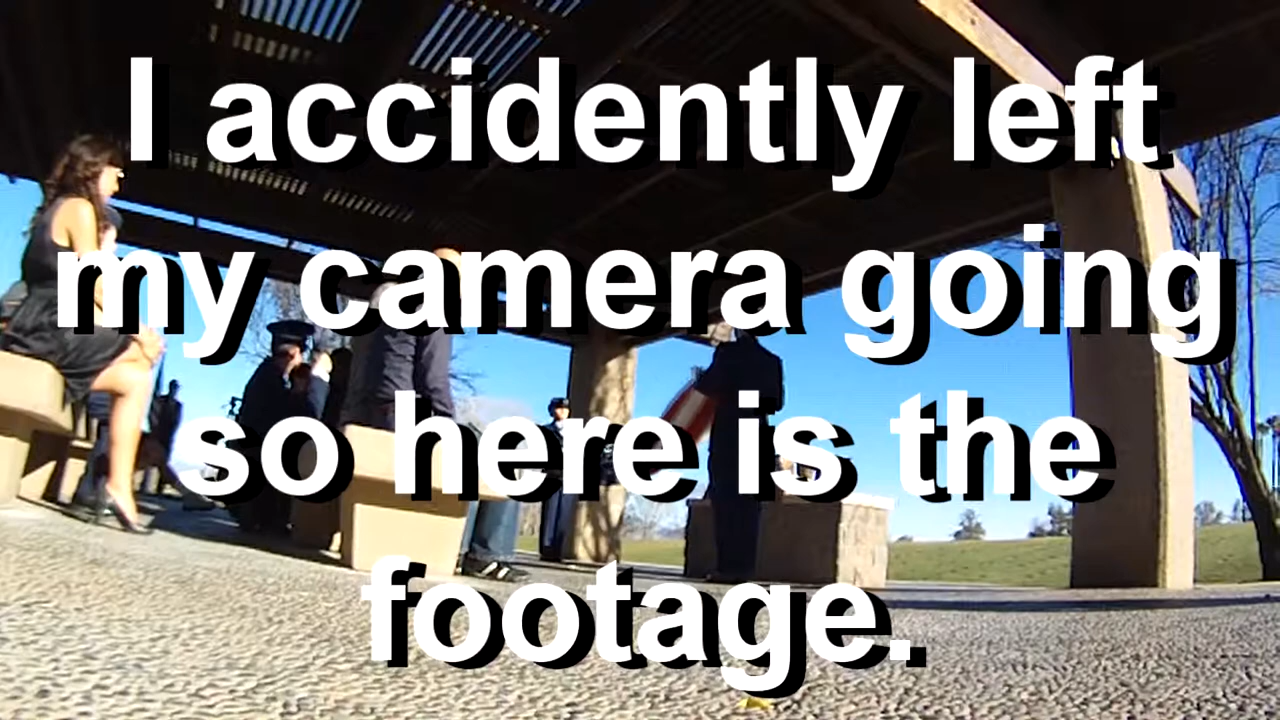 I accidently left
my camera going
so here is the
footage.